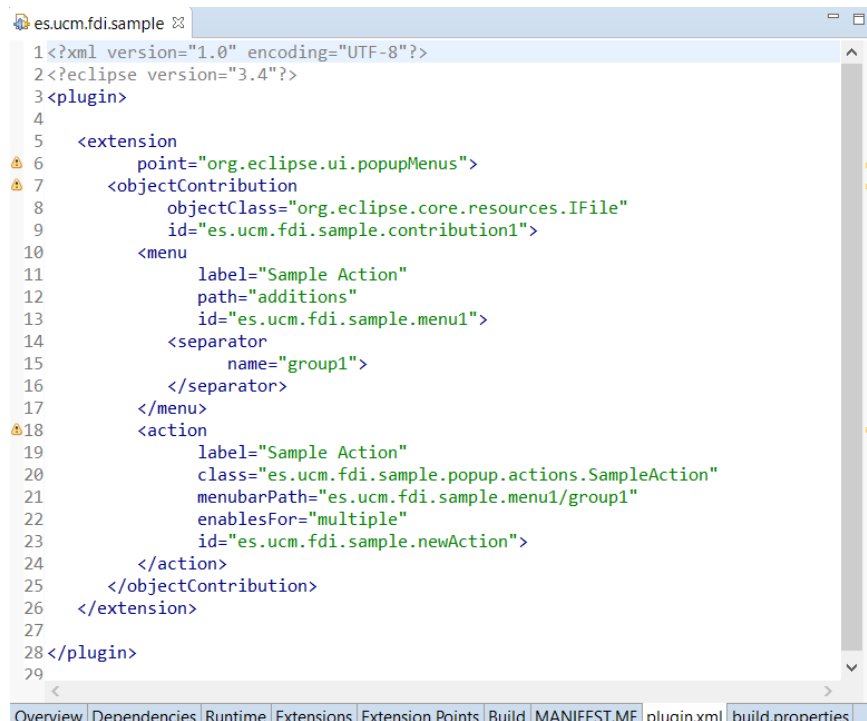 es.ucm.fdi.sample
1 <?xml version="1.0" encoding="UTF-8"?>
2 <?eclipse version="3.4"?>
3 <plugin>
4
5    <extension
6          point="org.eclipse.ui.popupMenus">
7       <objectContribution
8             objectClass="org.eclipse.core.resources.IFile"
9             id="es.ucm.fdi.sample.contribution1">
10          <menu
11                label="Sample Action"
12                path="additions"
13                id="es.ucm.fdi.sample.menu1">
14             <separator
15                   name="group1">
16             </separator>
17          </menu>
18          <action
19                label="Sample Action"
20                class="es.ucm.fdi.sample.popup.actions.SampleAction"
21                menubarPath="es.ucm.fdi.sample.menu1/group1"
22                enablesFor="multiple"
23                id="es.ucm.fdi.sample.newAction">
24          </action>
25       </objectContribution>
26    </extension>
27
28 </plugin>
29
Overview Dependencies Runtime Extensions Extension Points Build MANIFEST.MF plugin.xml build.properties